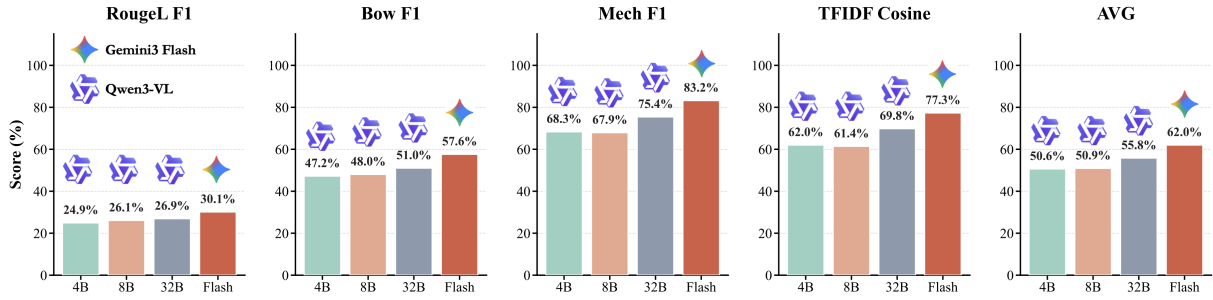 RougeL F1
Bow F1
Mech F1
TFIDF Cosine
AVG
Score (%)
100
80
60
40
20
0
Gemini3 Flash
Qwen3-VL
24.9%
26.1%
26.9%
30.1%
4B
8B
32B
Flash
100
80
60
40
20
0
47.2%
48.0%
51.0%
57.6%
4B
8B
32B
Flash
100
80
60
40
20
0
68.3%
67.9%
75.4%
83.2%
4B
8B
32B
Flash
100
80
60
40
20
0
62.0%
61.4%
69.8%
77.3%
4B
8B
32B
Flash
100
80
60
40
20
0
50.6%
50.9%
55.8%
62.0%
4B
8B
32B
Flash